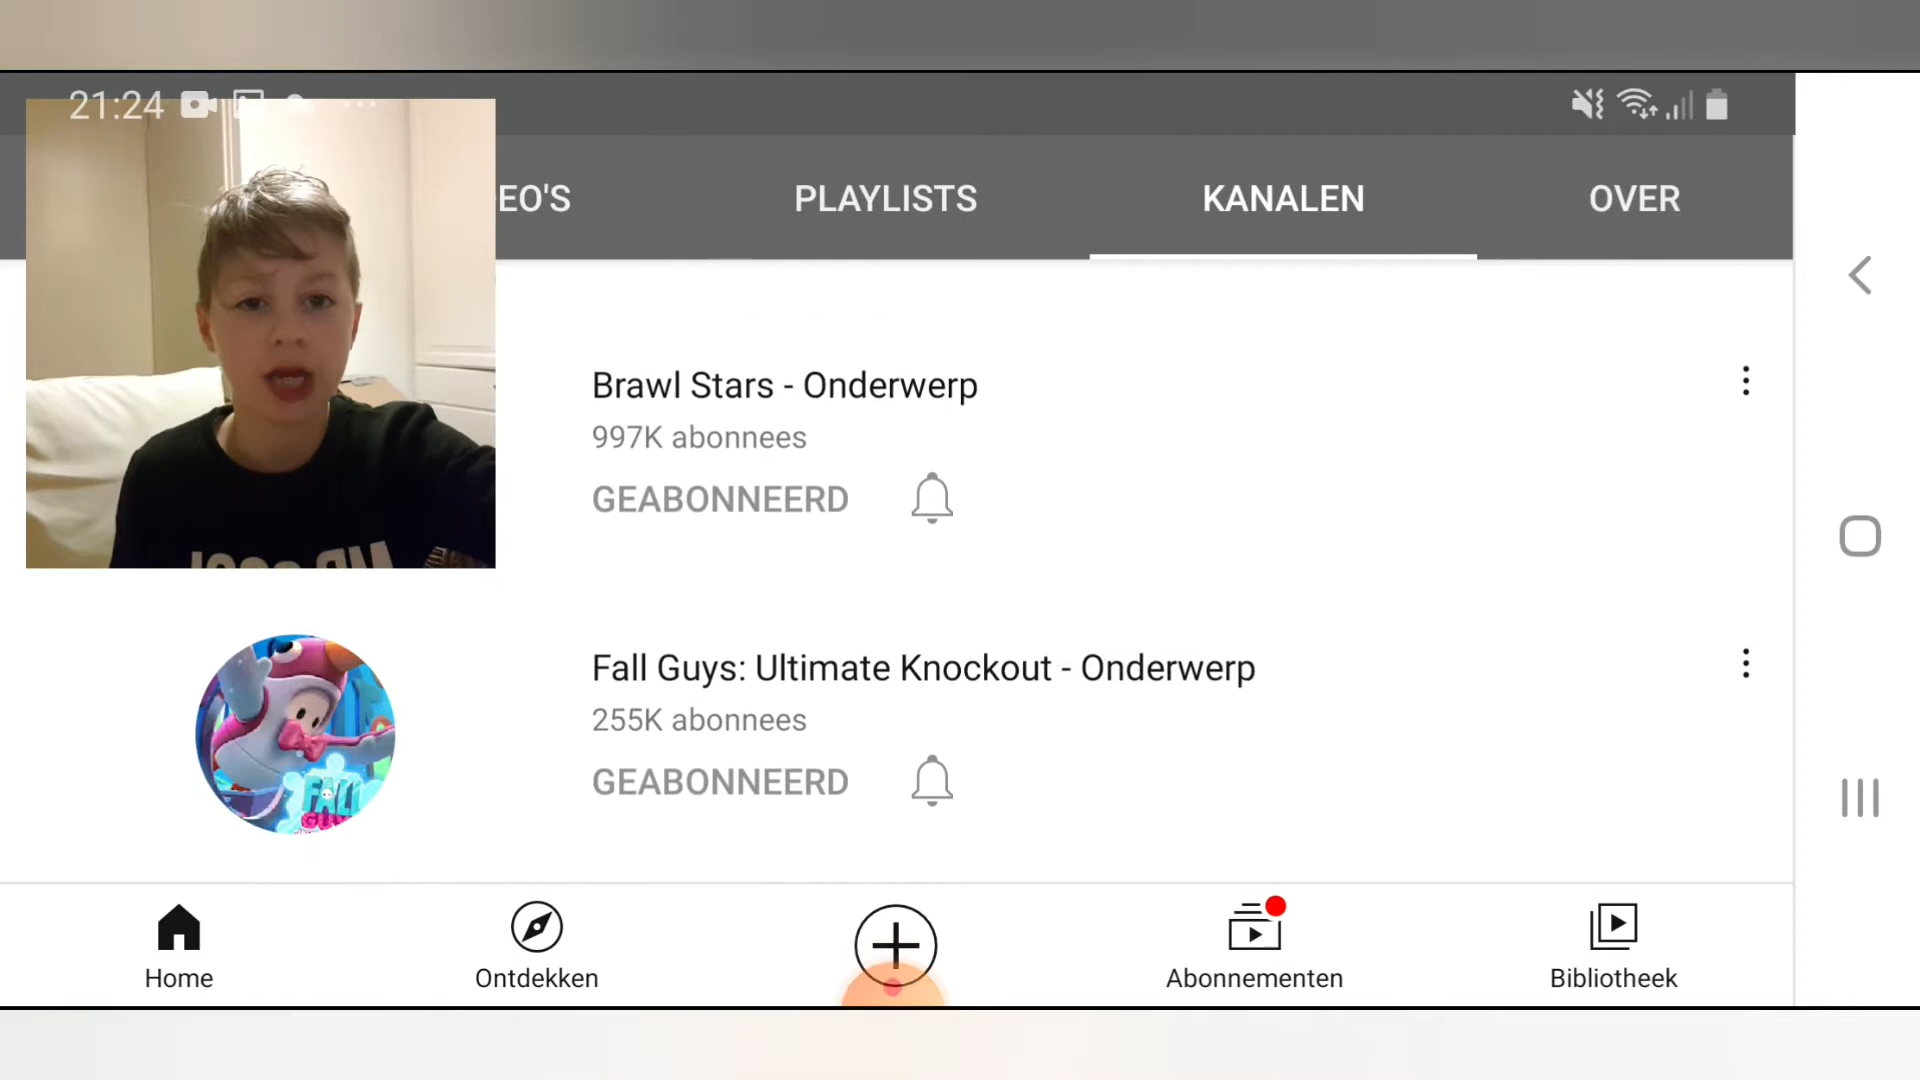 21:24
EO'S
PLAYLISTS
KANALEN
OVER
Brawl Stars - Onderwerp
997K abonnees
GEABONNEERD
Fall Guys: Ultimate Knockout - Onderwerp
255K abonnees
GEABONNEERD
FALL
Home
Ontdekken
Abonnementen
Bibliotheek